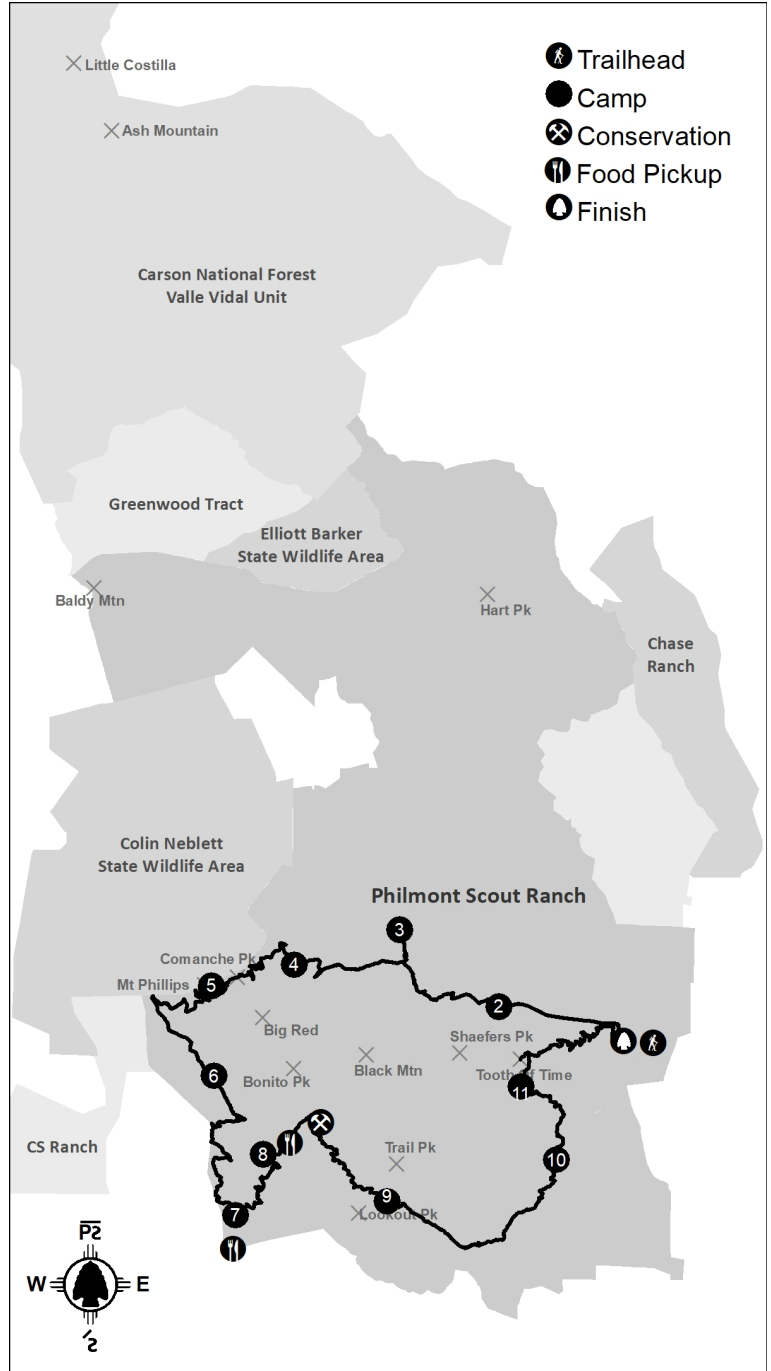 Little Costilla
Ash Mountain
Trailhead
Camp
Conservation
Food Pickup
Finish
Carson National Forest
Valle Vidal Unit
Greenwood Tract
Elliott Barker
State Wildlife Area
Baldy Mtn
Hart Pk
Chase
Ranch
Colin Neblett
State Wildlife Area
Philmont Scout Ranch
3
Comanche Pk
4
Mt Phillips
5
2
Big Red
Shaefers Pk
Black Mtn
Tooth of Time
6
Bonito Pk
11
CS Ranch
8
Trail Pk
10
9
Lookout Pk
7
W
E